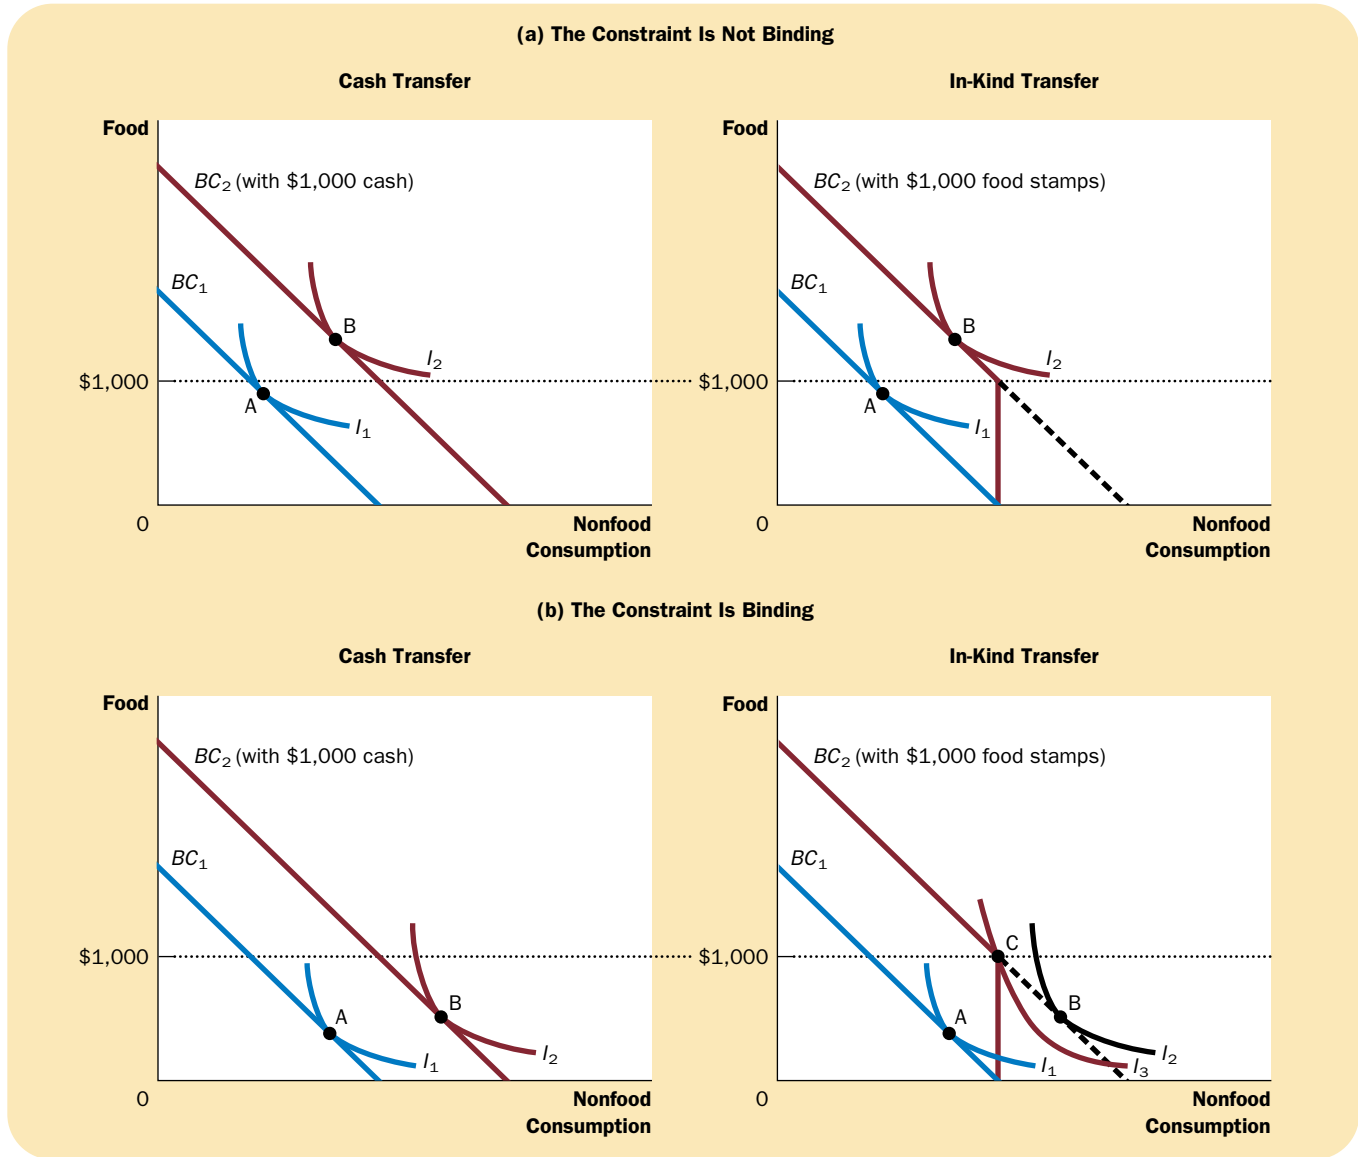 (a) The Constraint Is Not Binding
Cash Transfer
Food
BC₂ (with $1,000 cash)
BC₁
B
I₂
$1,000
A
I₁
0
Nonfood
Consumption
In-Kind Transfer
Food
BC₂ (with $1,000 food stamps)
BC₁
B
I₂
$1,000
A
I₁
0
Nonfood
Consumption
(b) The Constraint Is Binding
Cash Transfer
Food
BC₂ (with $1,000 cash)
BC₁
$1,000
B
A
I₂
I₁
0
Nonfood
Consumption
In-Kind Transfer
Food
BC₂ (with $1,000 food stamps)
BC₁
C
$1,000
B
A
I₂
I₁
I₃
0
Nonfood
Consumption